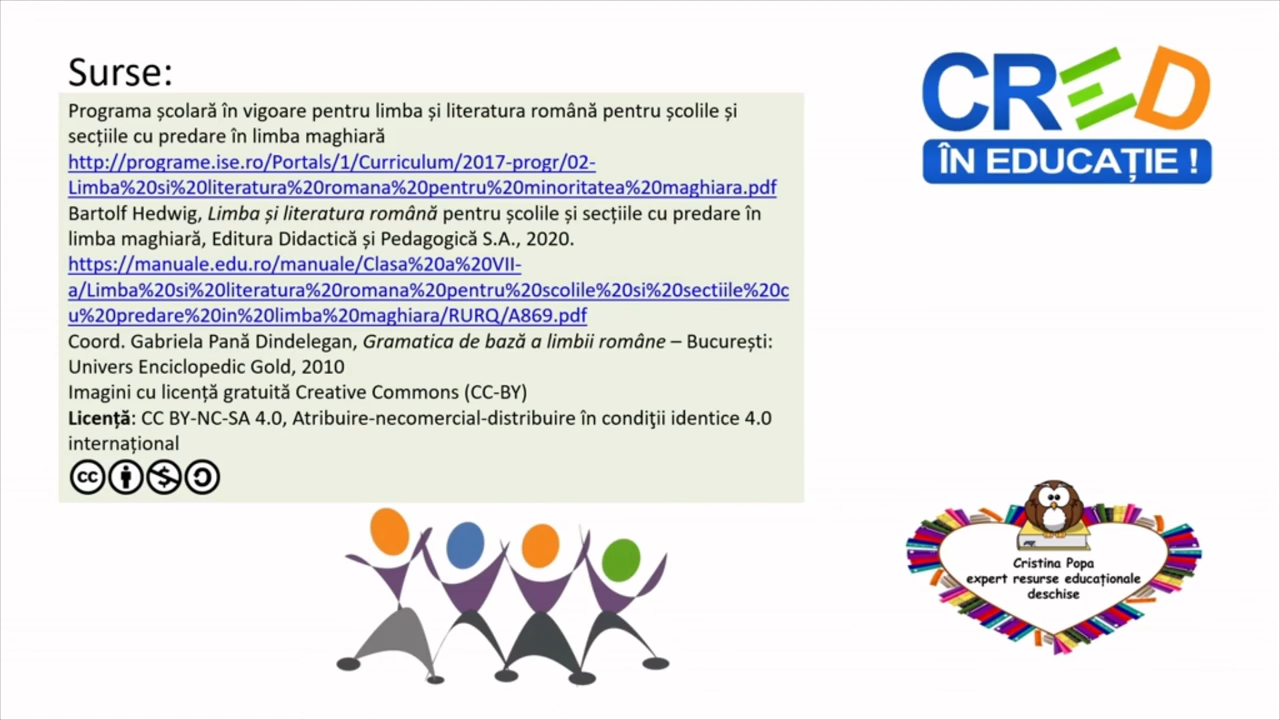 Surse:
Programa școlară în vigoare pentru limba și literatura română pentru școlile și
secțiile cu predare în limba maghiară
http://programe.ise.ro/Portals/1/Curriculum/2017-progr/02-
Limba%20si%20literatura%20romana%20pentru%20minoritatea%20maghiara.pdf
Bartolf Hedwig, Limba și literatura română pentru școlile și secțiile cu predare în
limba maghiară, Editura Didactică și Pedagogică S.A., 2020.
https://manuale.edu.ro/manuale/Clasa%20a%20VII-
a/Limba%20si%20literatura%20romana%20pentru%20scolile%20si%20sectiile%20c
u%20predare%20in%20limba%20maghiara/RURQ/A869.pdf
Coord. Gabriela Pană Dindelegan, Gramatica de bază a limbii române – București:
Univers Enciclopedic Gold, 2010
Imagini cu licență gratuită Creative Commons (CC-BY)
Licență: CC BY-NC-SA 4.0, Atribuire-necomercial-distribuire în condiţii identice 4.0
internațional
cc
CRED
ÎN EDUCAȚIE !
Cristina Popa
expert resurse educaționale
deschise